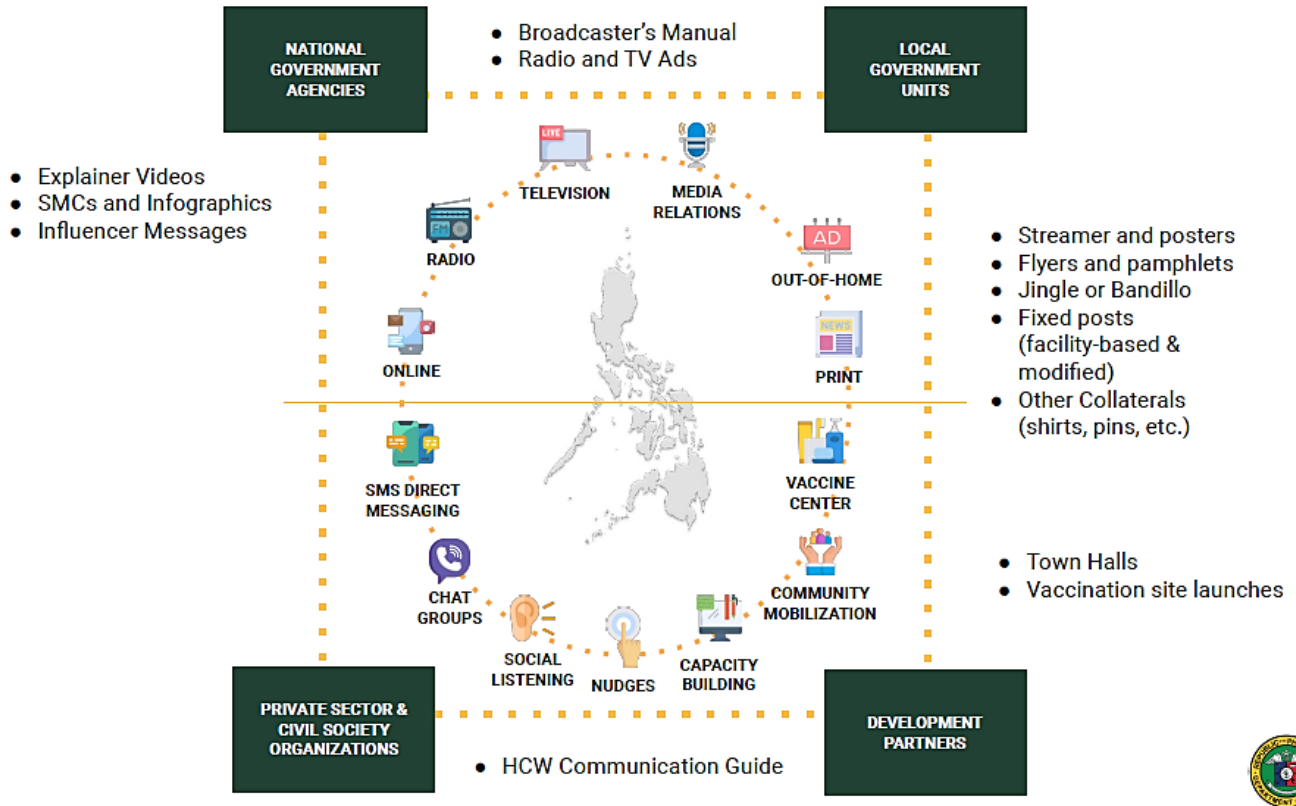 NATIONAL
GOVERNMENT
AGENCIES
● Broadcaster's Manual
● Radio and TV Ads
LOCAL
GOVERNMENT
UNITS
● Explainer Videos
● SMCs and Infographics
● Influencer Messages
LIVE
TELEVISION
MEDIA
RELATIONS
FM
RADIO
AD
OUT-OF-HOME
ONLINE
NEWS
PRINT
● Streamer and posters
● Flyers and pamphlets
● Jingle or Bandillo
● Fixed posts
(facility-based &
modified)
● Other Collaterals
(shirts, pins, etc.)
SMS DIRECT
MESSAGING
VACCINE
CENTER
CHAT
GROUPS
COMMUNITY
MOBILIZATION
● Town Halls
● Vaccination site launches
SOCIAL
LISTENING
NUDGES
CAPACITY
BUILDING
PRIVATE SECTOR &
CIVIL SOCIETY
ORGANIZATIONS
● HCW Communication Guide
DEVELOPMENT
PARTNERS